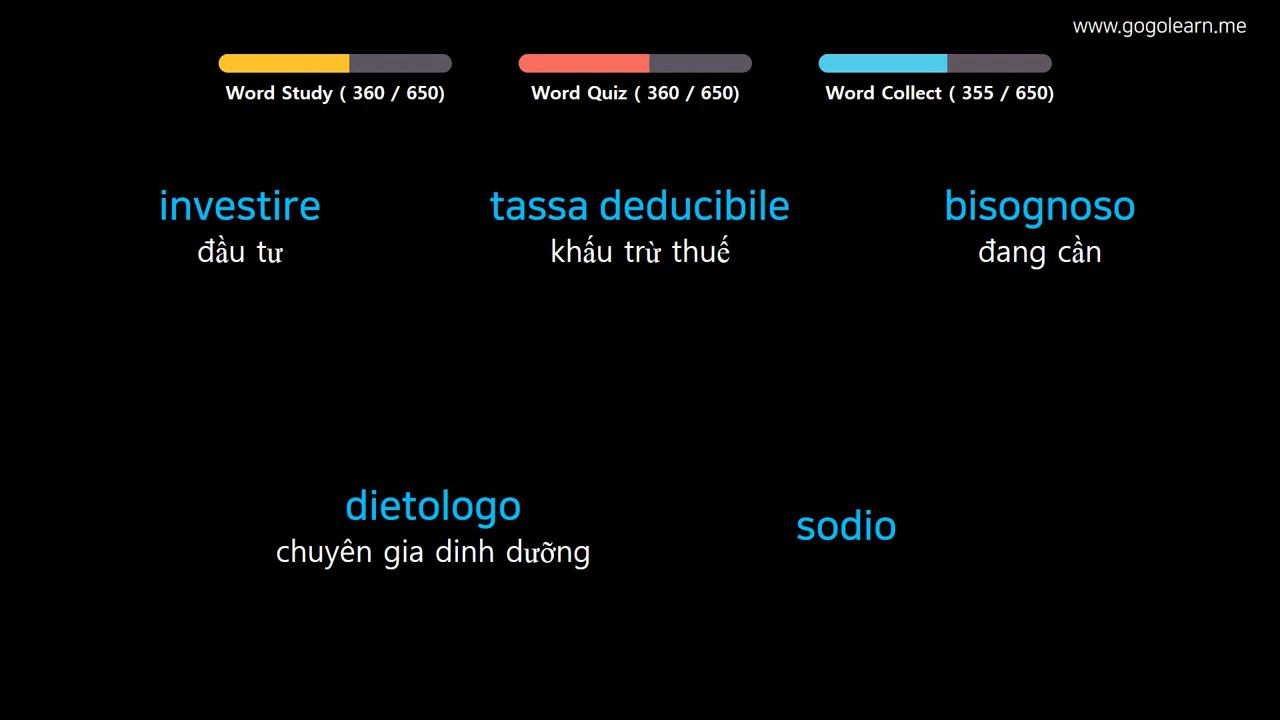 www.gogolearn.me
Word Study ( 360 / 650)
Word Quiz ( 360 / 650)
Word Collect ( 355 / 650)
investire
đầu tư
tassa deducibile
khấu trừ thuế
bisognoso
đang cần
dietologo
chuyên gia dinh dưỡng
sodio